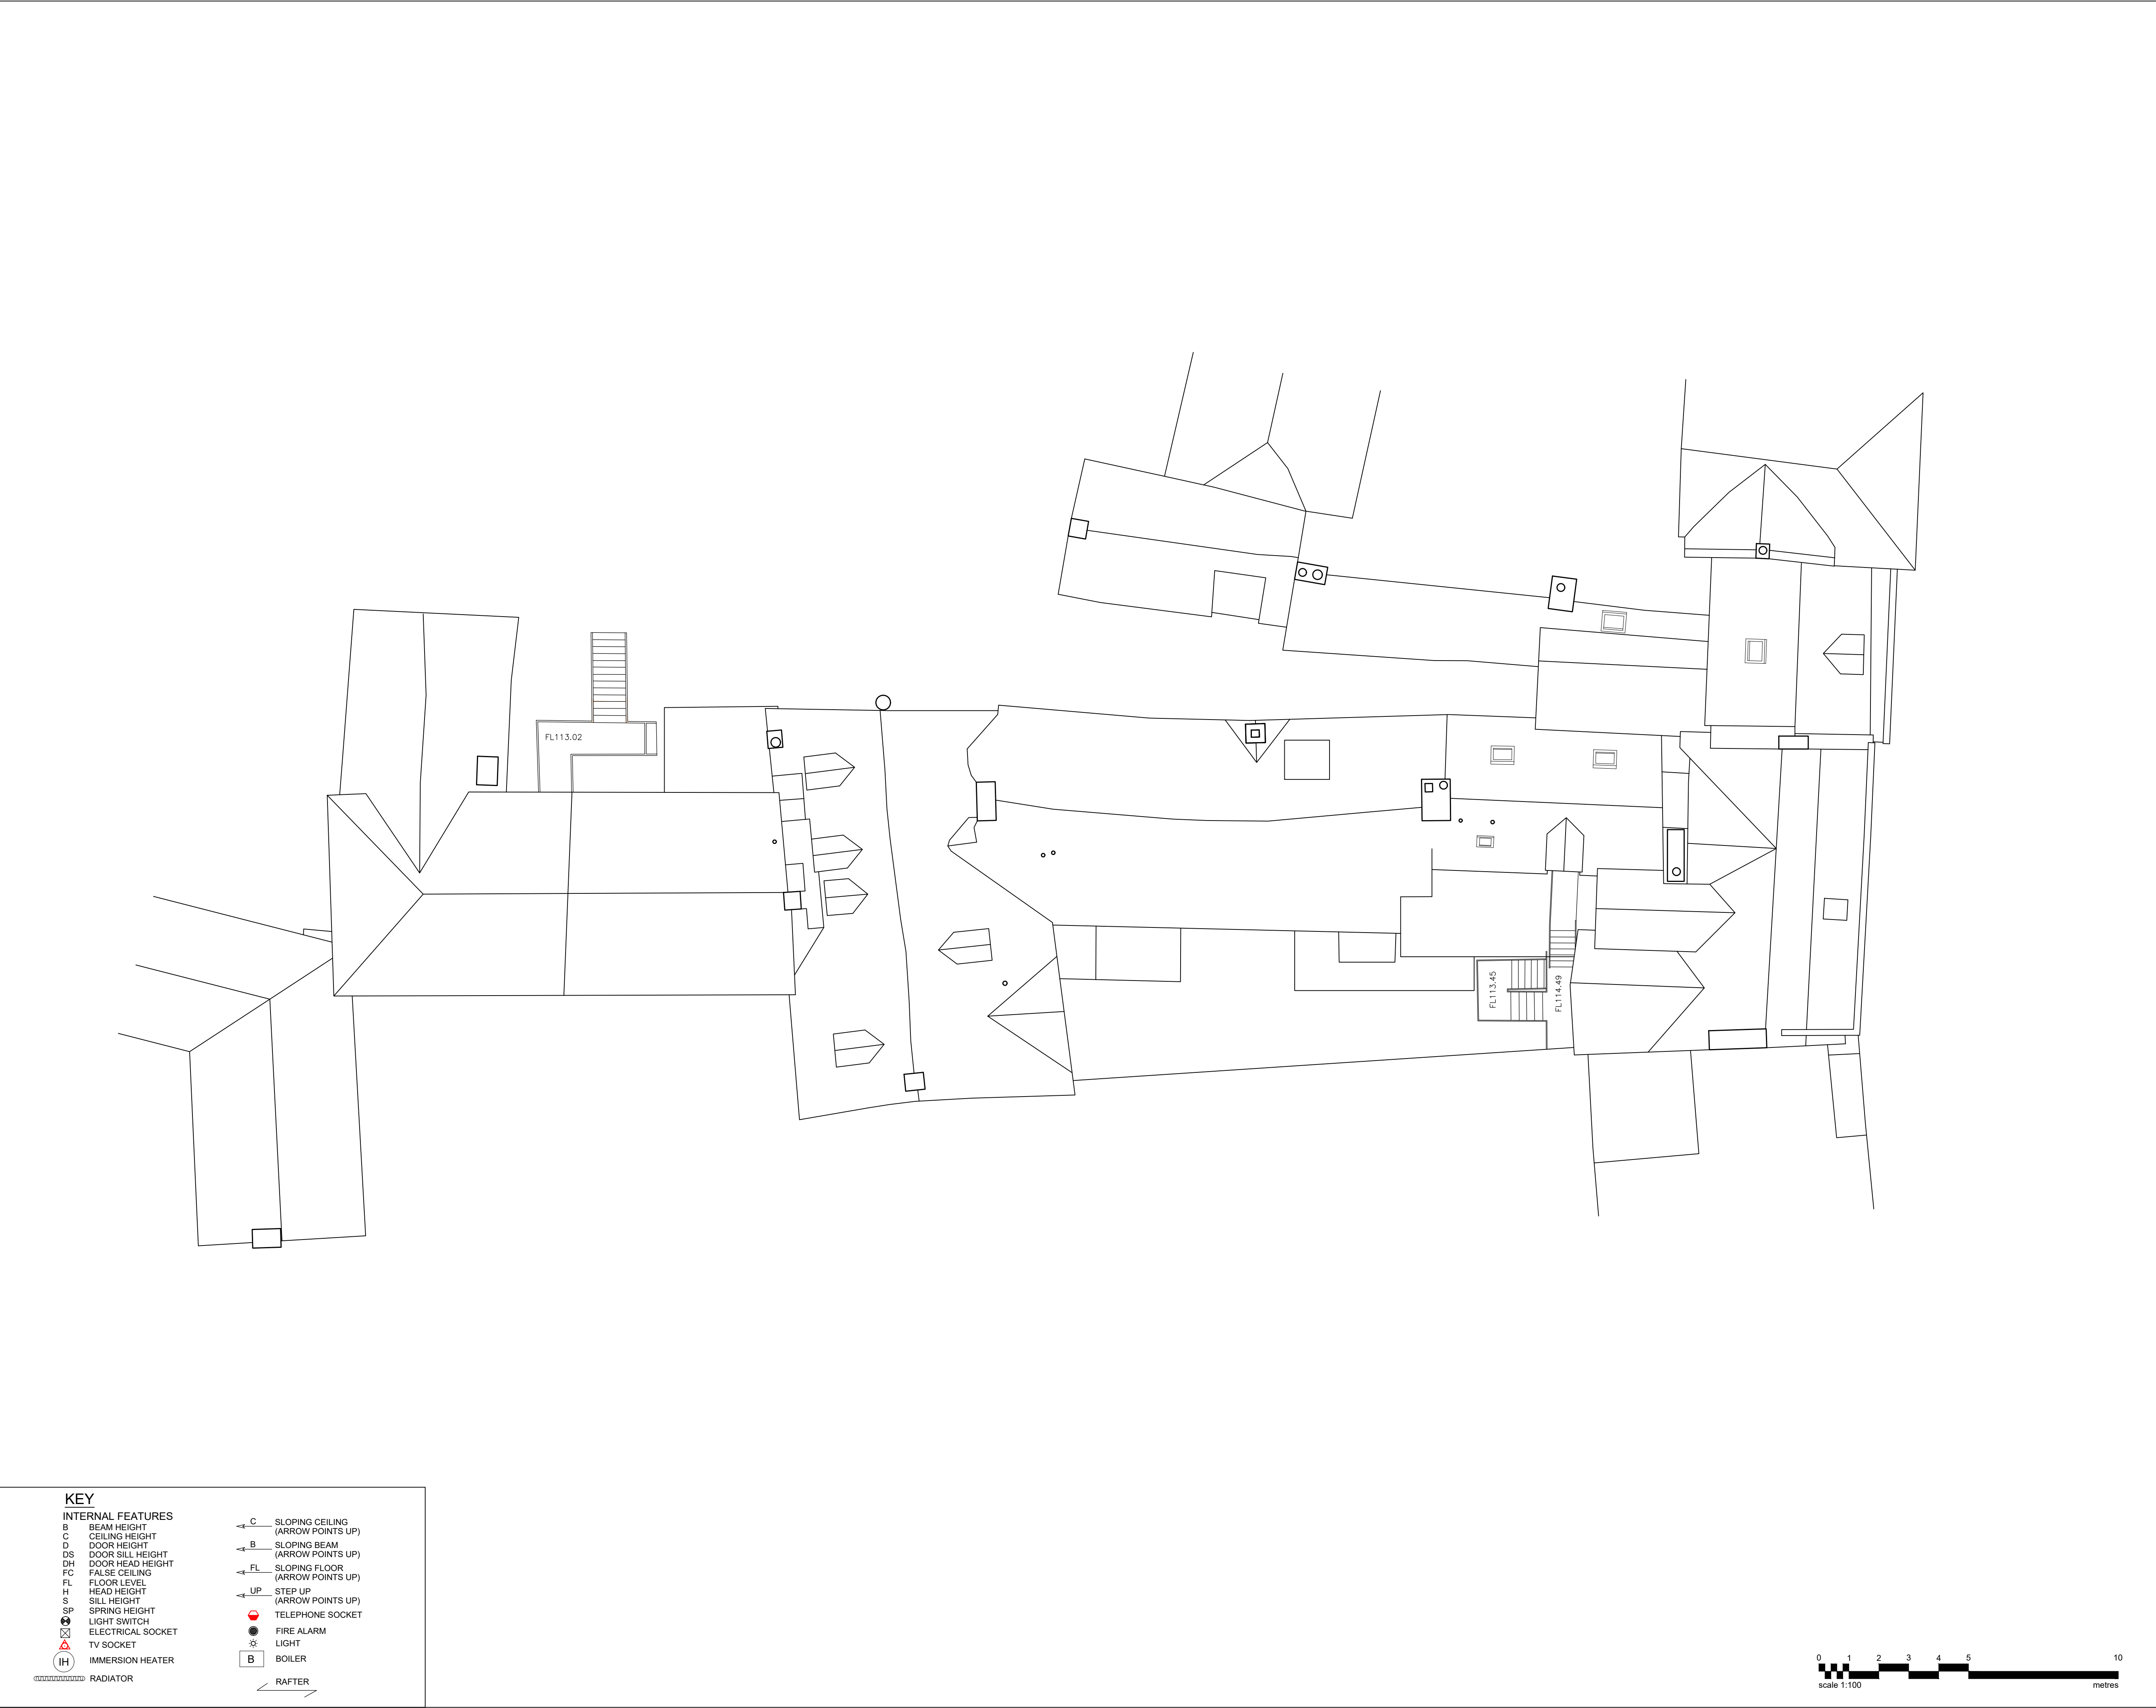 FL113.02
FL113.45
FL114.49
KEY
INTERNAL FEATURES
B BEAM HEIGHT
C CEILING HEIGHT
D DOOR HEIGHT
DS DOOR SILL HEIGHT
DH DOOR HEAD HEIGHT
FC FALSE CEILING
FL FLOOR LEVEL
H HEAD HEIGHT
S SILL HEIGHT
SP SPRING HEIGHT
LIGHT SWITCH
ELECTRICAL SOCKET
TV SOCKET
IH IMMERSION HEATER
RADIATOR
C SLOPING CEILING
(ARROW POINTS UP)
B SLOPING BEAM
(ARROW POINTS UP)
FL SLOPING FLOOR
(ARROW POINTS UP)
UP STEP UP
(ARROW POINTS UP)
TELEPHONE SOCKET
FIRE ALARM
LIGHT
B BOILER
RAFTER
0 1 2 3 4 5 10
scale 1:100 metres